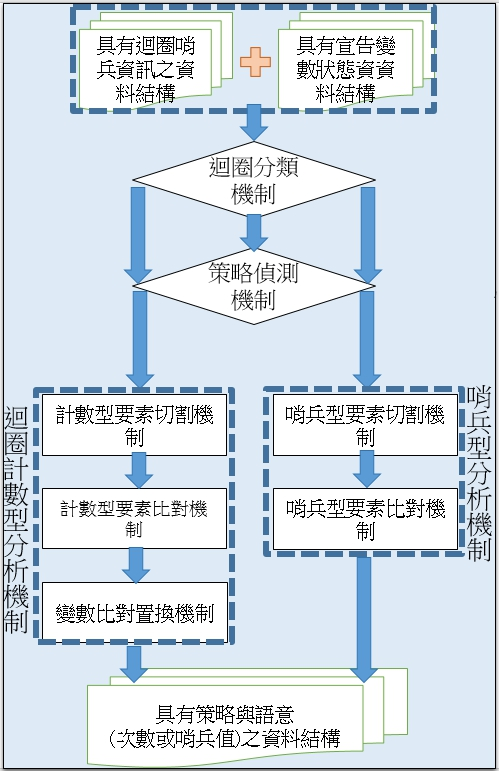 具有迴圈哨
兵資訊之資
料結構
具有宣告變
數狀態資資
料結構
迴圈分類
機制
策略偵測
機制
迴圈計數型分析機制
計數型要素切割機
制
計數型要素比對機
制
變數比對置換機制
哨兵型要素切割機
制
哨兵型要素比對機
制
哨兵型分析機制
具有策略與語意
(次數或哨兵值)之資料結構